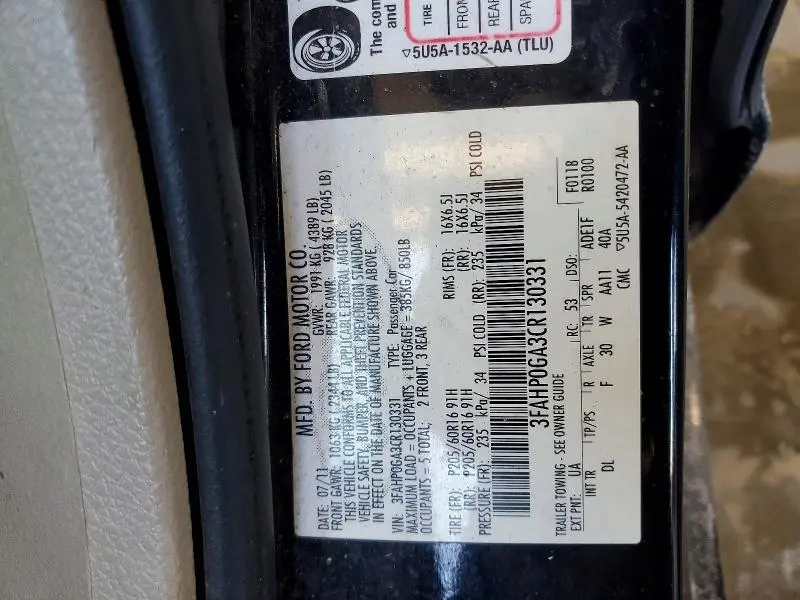 The com
TIRE
FRON
REAR
SPA
▽5U5A-1532-AA (TLU)
MFD. BY FORD MOTOR CO.
DATE: 07/11 GVWR: 1991 KG ( 4389 LB)
FRONT GAWR: 1063KG ( 2344LB) REAR GAWR: 928 KG ( 2045 LB)
THIS VEHICLE CONFORMS TO ALL APPLICABLE FEDERAL MOTOR
VEHICLE SAFETY, BUMPER, AND THEFT PREVENTION STANDARDS
IN EFFECT ON THE DATE OF MANUFACTURE SHOWN ABOVE.
VIN: 3FAHP0GA3CR130331 TYPE: Passenger Car
MAXIMUM LOAD = OCCUPANTS + LUGGAGE = 385KG/ 850LB
OCCUPANTS = 5 TOTAL; 2 FRONT, 3 REAR
TIRE (FR): P205/60R16 91H RIMS (FR): 16X6.5J
(RR): P205/60R16 91H (RR): 16X6.5J
PRESSURE (FR): 235 kPa/ 34 PSI COLD (RR): 235 kPa/ 34 PSI COLD
3FAHP0GA3CR130331
TRAILER TOWING - SEE OWNER GUIDE F0118
EXT PNT: UA RC: 53 DSO: R0100
INT TR TP/PS R AXLE TR SPR ADE1F
DL F 30 W AA11 40A
CMC ▽5U5A-5420472-AA